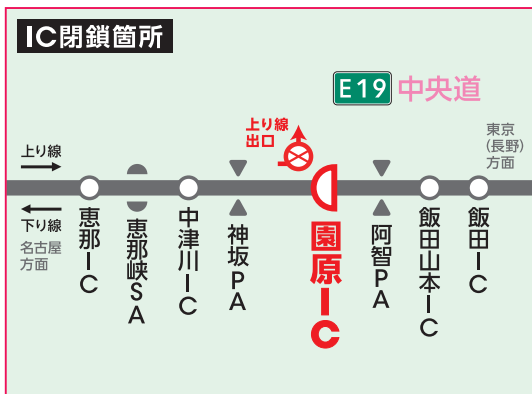 IC閉鎖箇所
E19 中央道
上り線
出口
東京
(長野)
方面
上り線
下り線
名古屋
方面
恵那IC
恵那峡SA
中津川IC
神坂PA
園原IC
阿智PA
飯田山本IC
飯田IC